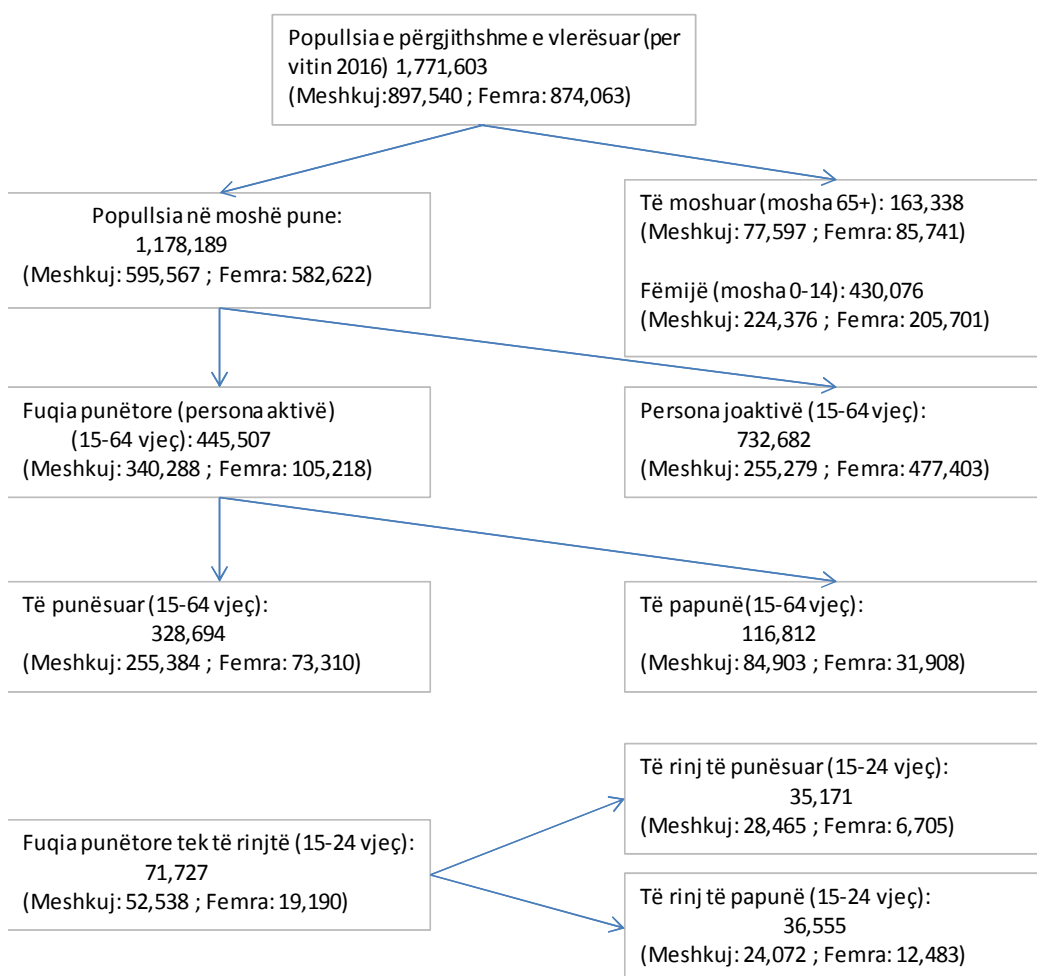 Popullsia e përgjithshme e vlerësuar (per
vitin 2016) 1,771,603
(Meshkuj:897,540 ; Femra: 874,063)
Popullsia në moshë pune:
1,178,189
(Meshkuj: 595,567 ; Femra: 582,622)
Të moshuar (mosha 65+): 163,338
(Meshkuj: 77,597 ; Femra: 85,741)
Fëmijë (mosha 0-14): 430,076
(Meshkuj: 224,376 ; Femra: 205,701)
Fuqia punëtore (persona aktivë)
(15-64 vjeç): 445,507
(Meshkuj: 340,288 ; Femra: 105,218)
Persona joaktivë (15-64 vjeç):
732,682
(Meshkuj: 255,279 ; Femra: 477,403)
Të punësuar (15-64 vjeç):
328,694
(Meshkuj: 255,384 ; Femra: 73,310)
Të papunë (15-64 vjeç):
116,812
(Meshkuj: 84,903 ; Femra: 31,908)
Të rinj të punësuar (15-24 vjeç):
35,171
(Meshkuj: 28,465 ; Femra: 6,705)
Fuqia punëtore tek të rinjtë (15-24 vjeç):
71,727
(Meshkuj: 52,538 ; Femra: 19,190)
Të rinj të papunë (15-24 vjeç):
36,555
(Meshkuj: 24,072 ; Femra: 12,483)